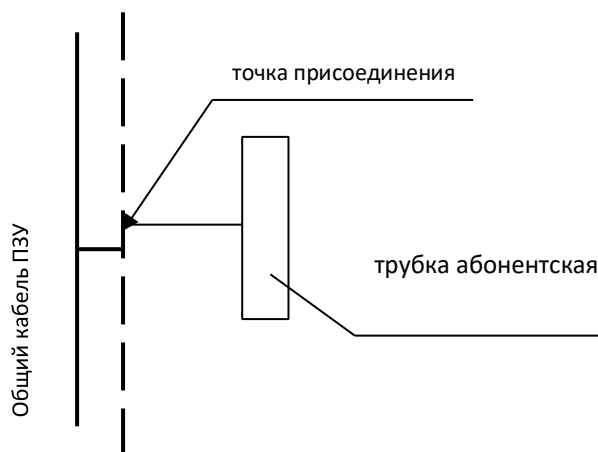 точка присоединения
трубка абонентская
Общий кабель ПЗУ